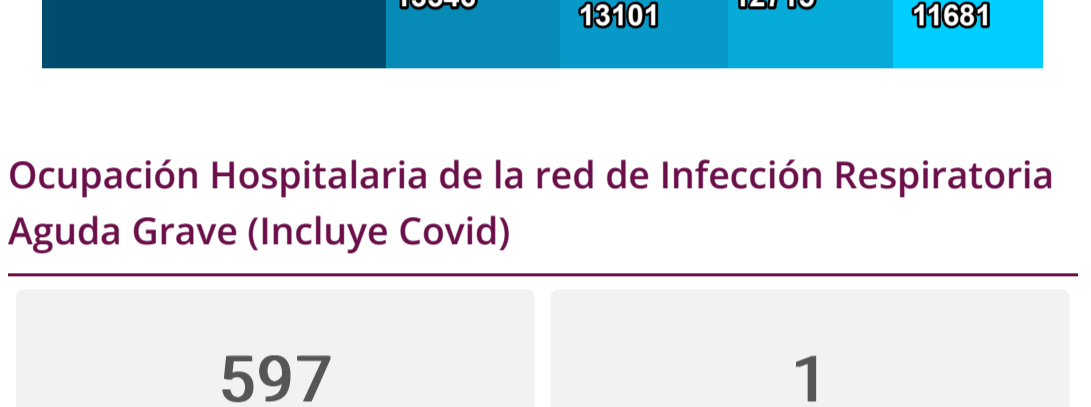 13101
11681
Ocupación Hospitalaria de la red de Infección Respiratoria
Aguda Grave (Incluye Covid)
597
1